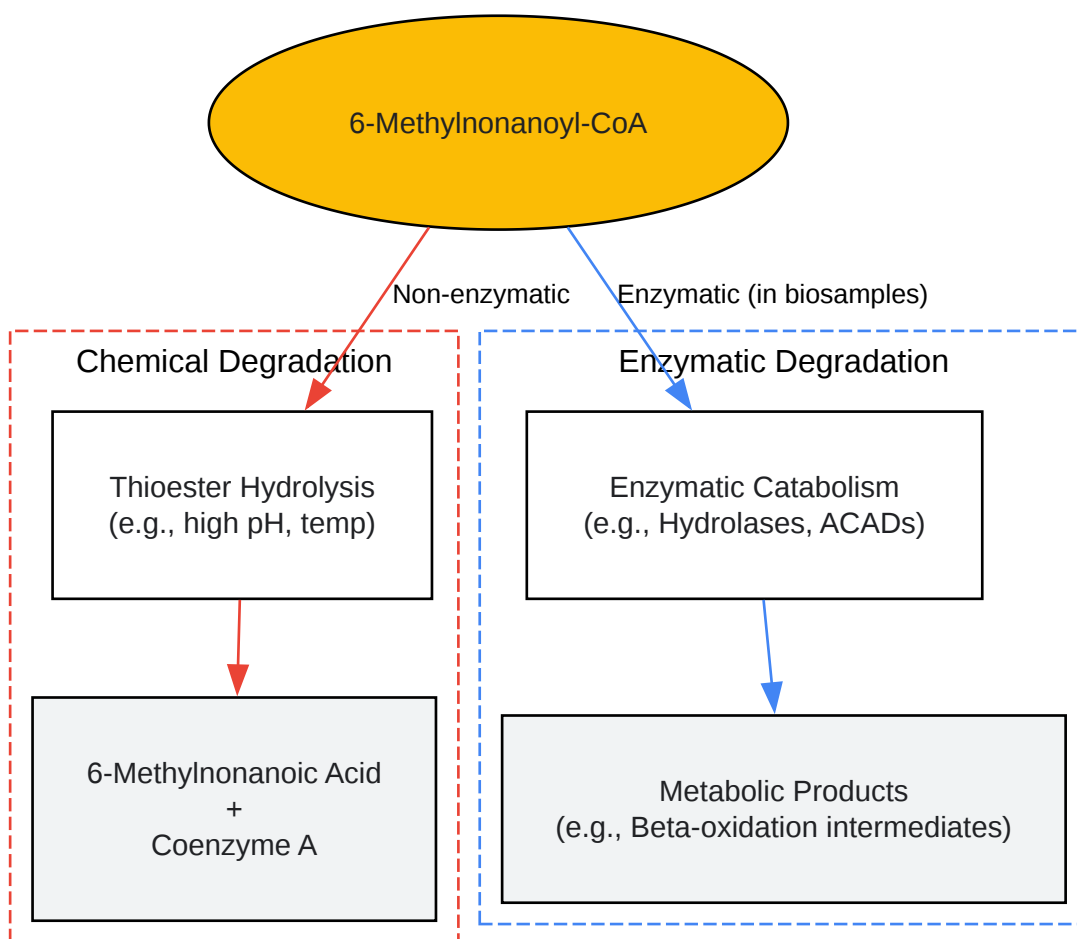 6-Methylnonanoyl-CoA
Non-enzymatic
Enzymatic (in biosamples)
Chemical Degradation
Enzymatic Degradation
Thioester Hydrolysis
(e.g., high pH, temp)
Enzymatic Catabolism
(e.g., Hydrolases, ACADs)
6-Methylnonanoic Acid
+
Coenzyme A
Metabolic Products
(e.g., Beta-oxidation intermediates)